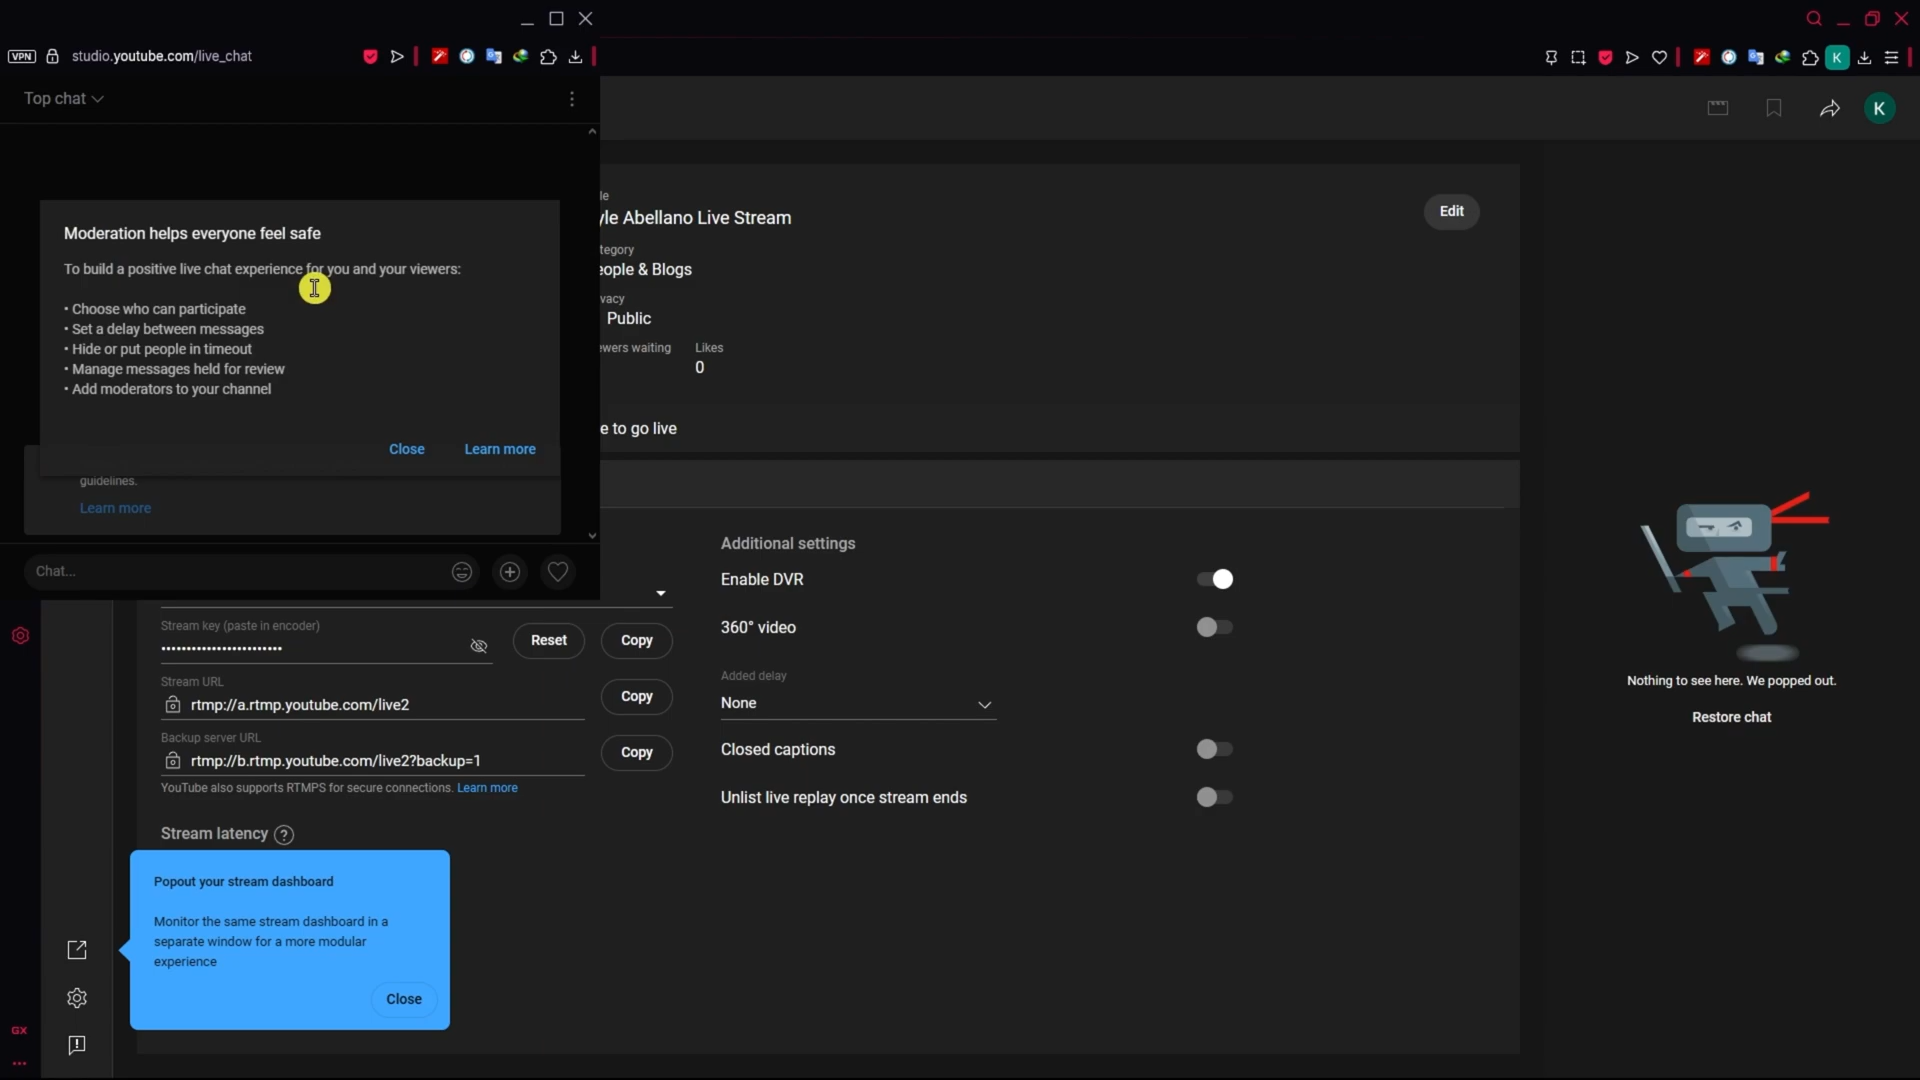 VPN studio.youtube.com/live_chat
Top chat
Moderation helps everyone feel safe
To build a positive live chat experience for you and your viewers:
• Choose who can participate
• Set a delay between messages
• Hide or put people in timeout
• Manage messages held for review
• Add moderators to your channel
Close Learn more
guidelines.
Learn more
Chat...
K
K
le
yle Abellano Live Stream
Edit
tegory
eople & Blogs
vacy
Public
ewers waiting Likes
0
e to go live
Stream key (paste in encoder)
••••••••••••••••••••••••
Reset Copy
Stream URL
rtmp://a.rtmp.youtube.com/live2
Copy
Backup server URL
rtmp://b.rtmp.youtube.com/live2?backup=1
Copy
YouTube also supports RTMPS for secure connections. Learn more
Stream latency ?
Additional settings
Enable DVR
360° video
Added delay
None
Closed captions
Unlist live replay once stream ends
Popout your stream dashboard
Monitor the same stream dashboard in a
separate window for a more modular
experience
Close
GX
Nothing to see here. We popped out.
Restore chat